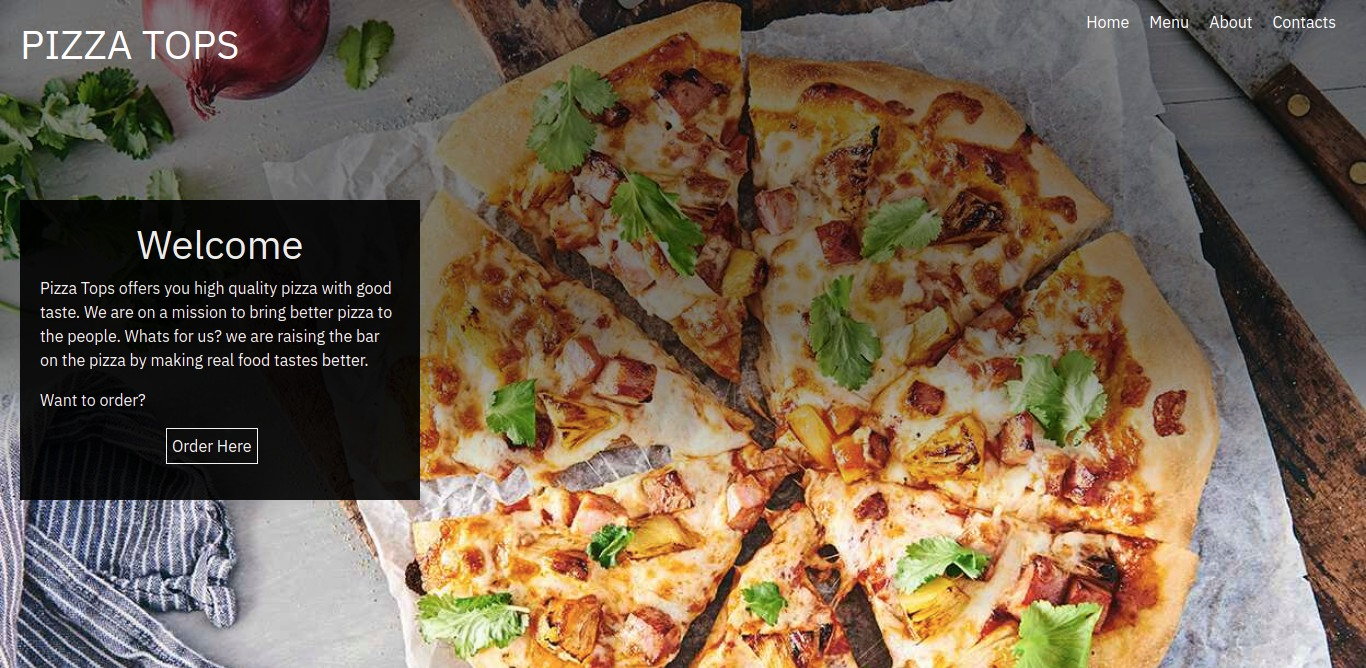 PIZZA TOPS
Home Menu About Contacts
Welcome
Pizza Tops offers you high quality pizza with good
taste. We are on a mission to bring better pizza to
the people. Whats for us? we are raising the bar
on the pizza by making real food tastes better.
Want to order?
Order Here